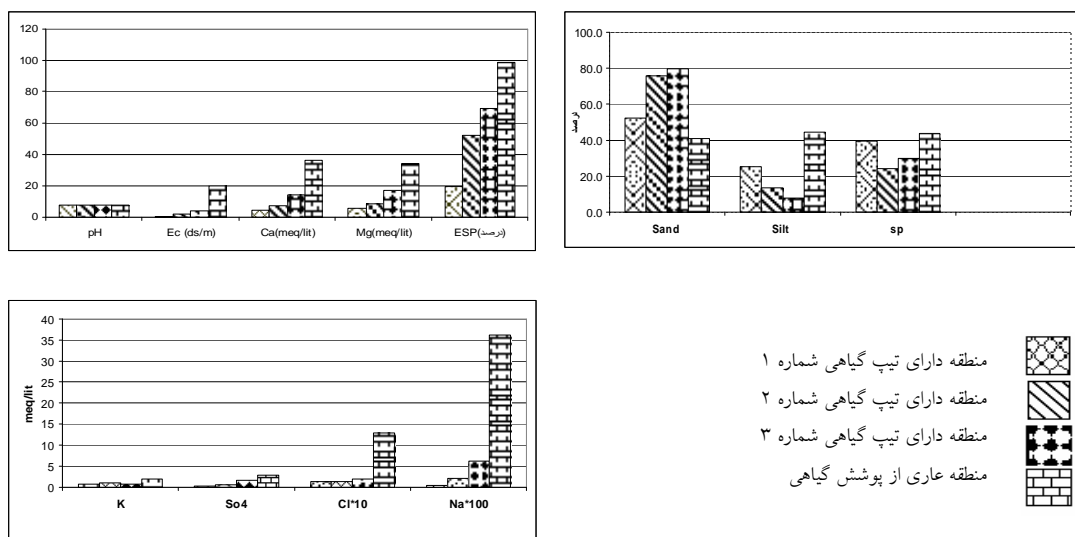 120
100
80
60
40
20
0
pH Ec (ds/m) Ca(meq/lit) Mg(meq/lit) ESP(درصد)
100.0
80.0
60.0
40.0
20.0
0.0
درصد
Sand Silt sp
40
35
30
25
20
15
10
5
0
meq/lit
K So4 Cl*10 Na*100
منطقه دارای تیپ گیاهی شماره ۱
منطقه دارای تیپ گیاهی شماره ۲
منطقه دارای تیپ گیاهی شماره ۳
منطقه عاری از پوشش گیاهی